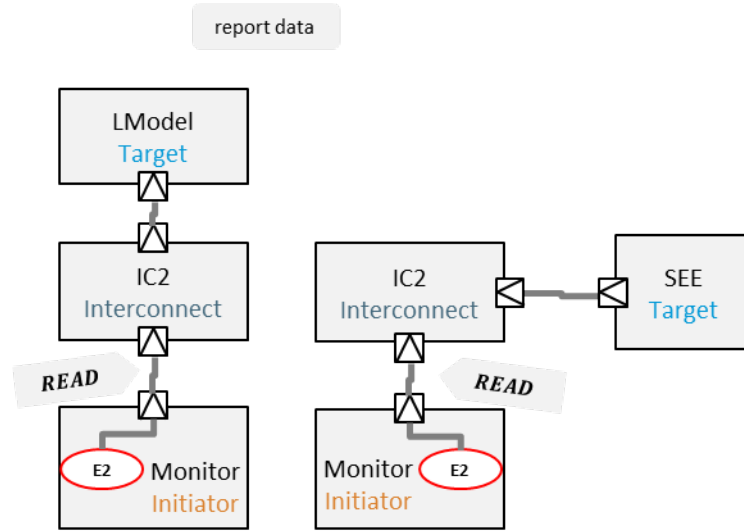 report data
LModel
Target
IC2
Interconnect
READ
E2
Monitor
Initiator
IC2
Interconnect
SEE
Target
READ
Monitor
E2
Initiator